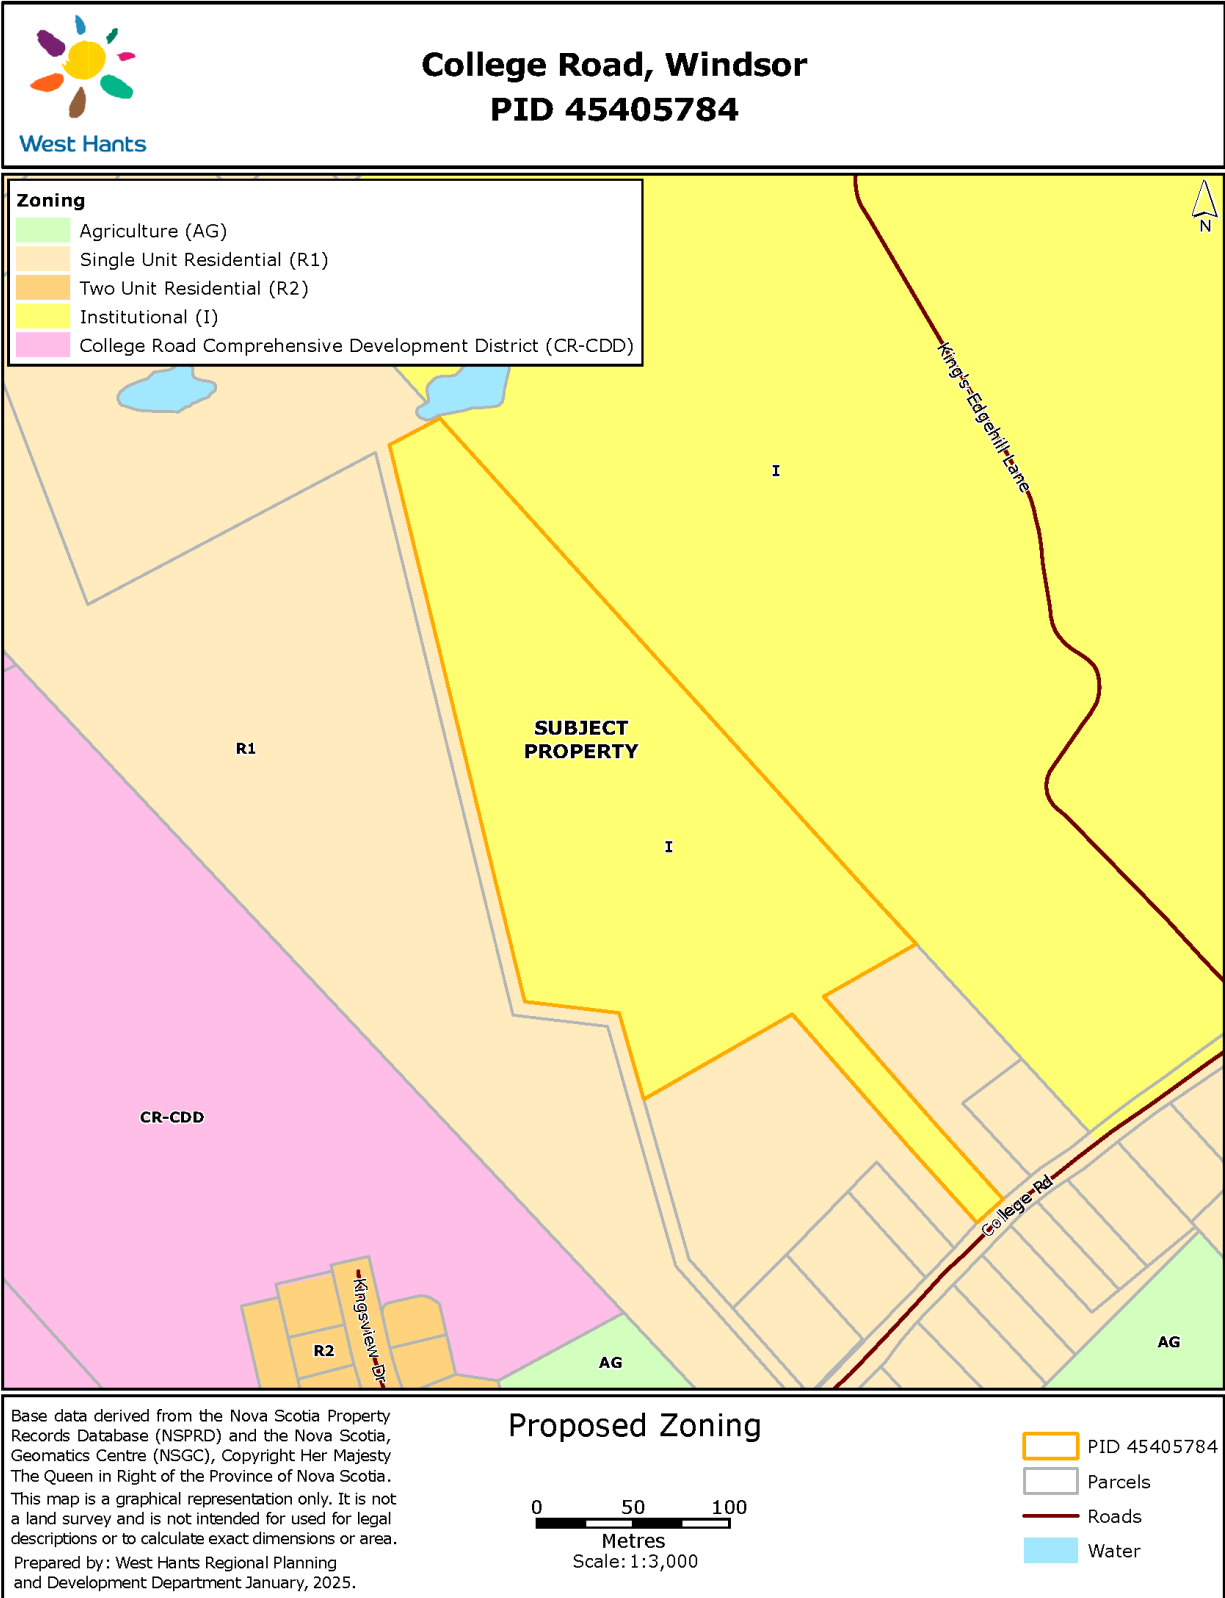 West Hants
College Road, Windsor
PID 45405784
Zoning
Agriculture (AG)
Single Unit Residential (R1)
Two Unit Residential (R2)
Institutional (I)
College Road Comprehensive Development District (CR-CDD)
N
King's-Edgehill Lane
I
SUBJECT
PROPERTY
R1
I
CR-CDD
College Rd
Kingsview Dr
R2
AG
AG
Base data derived from the Nova Scotia Property
Records Database (NSPRD) and the Nova Scotia,
Geomatics Centre (NSGC), Copyright Her Majesty
The Queen in Right of the Province of Nova Scotia.
This map is a graphical representation only. It is not
a land survey and is not intended for used for legal
descriptions or to calculate exact dimensions or area.
Prepared by: West Hants Regional Planning
and Development Department January, 2025.
Proposed Zoning
0 50 100
Metres
Scale: 1:3,000
PID 45405784
Parcels
Roads
Water